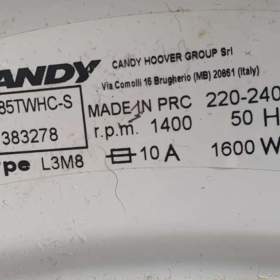 ANDY
CANDY HOOVER GROUP Srl
Via Comolli 16 Brugherio (MB) 20861 (Italy)
85TWHC-S
383278
MADE IN PRC 220-240
r.p.m. 1400 50 H
ype L3M8
10 A 1600 W